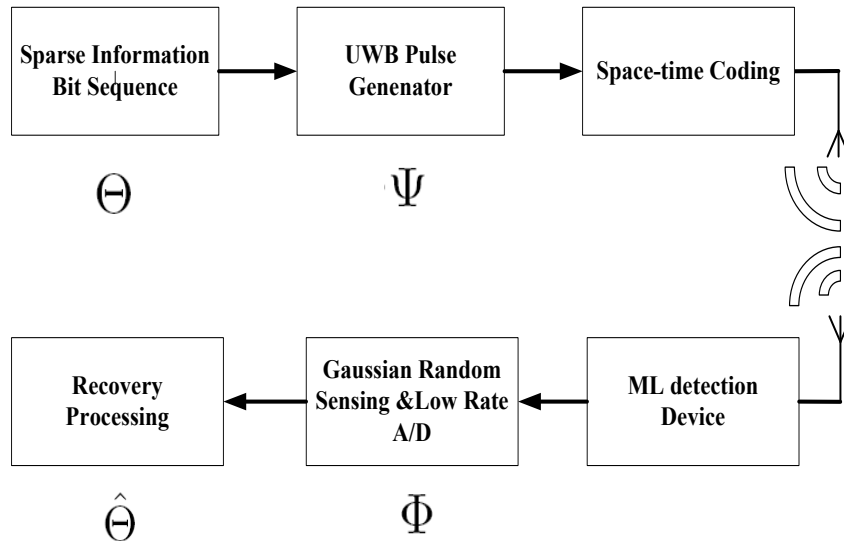 Sparse Information
Bit Sequence
UWB Pulse
Genenator
Space-time Coding
Θ
Ψ
Recovery
Processing
Gaussian Random
Sensing &Low Rate
A/D
ML detection
Device
Θ̂
Φ